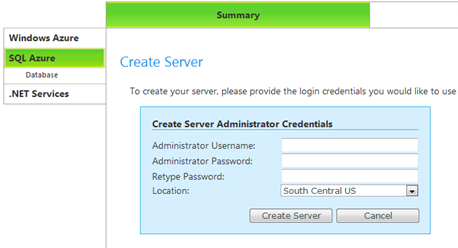 Summary
Windows Azure
SQL Azure
Database
.NET Services
Create Server
To create your server, please provide the login credentials you would like to use
Create Server Administrator Credentials
Administrator Username:
Administrator Password:
Retype Password:
Location: South Central US
Create Server Cancel